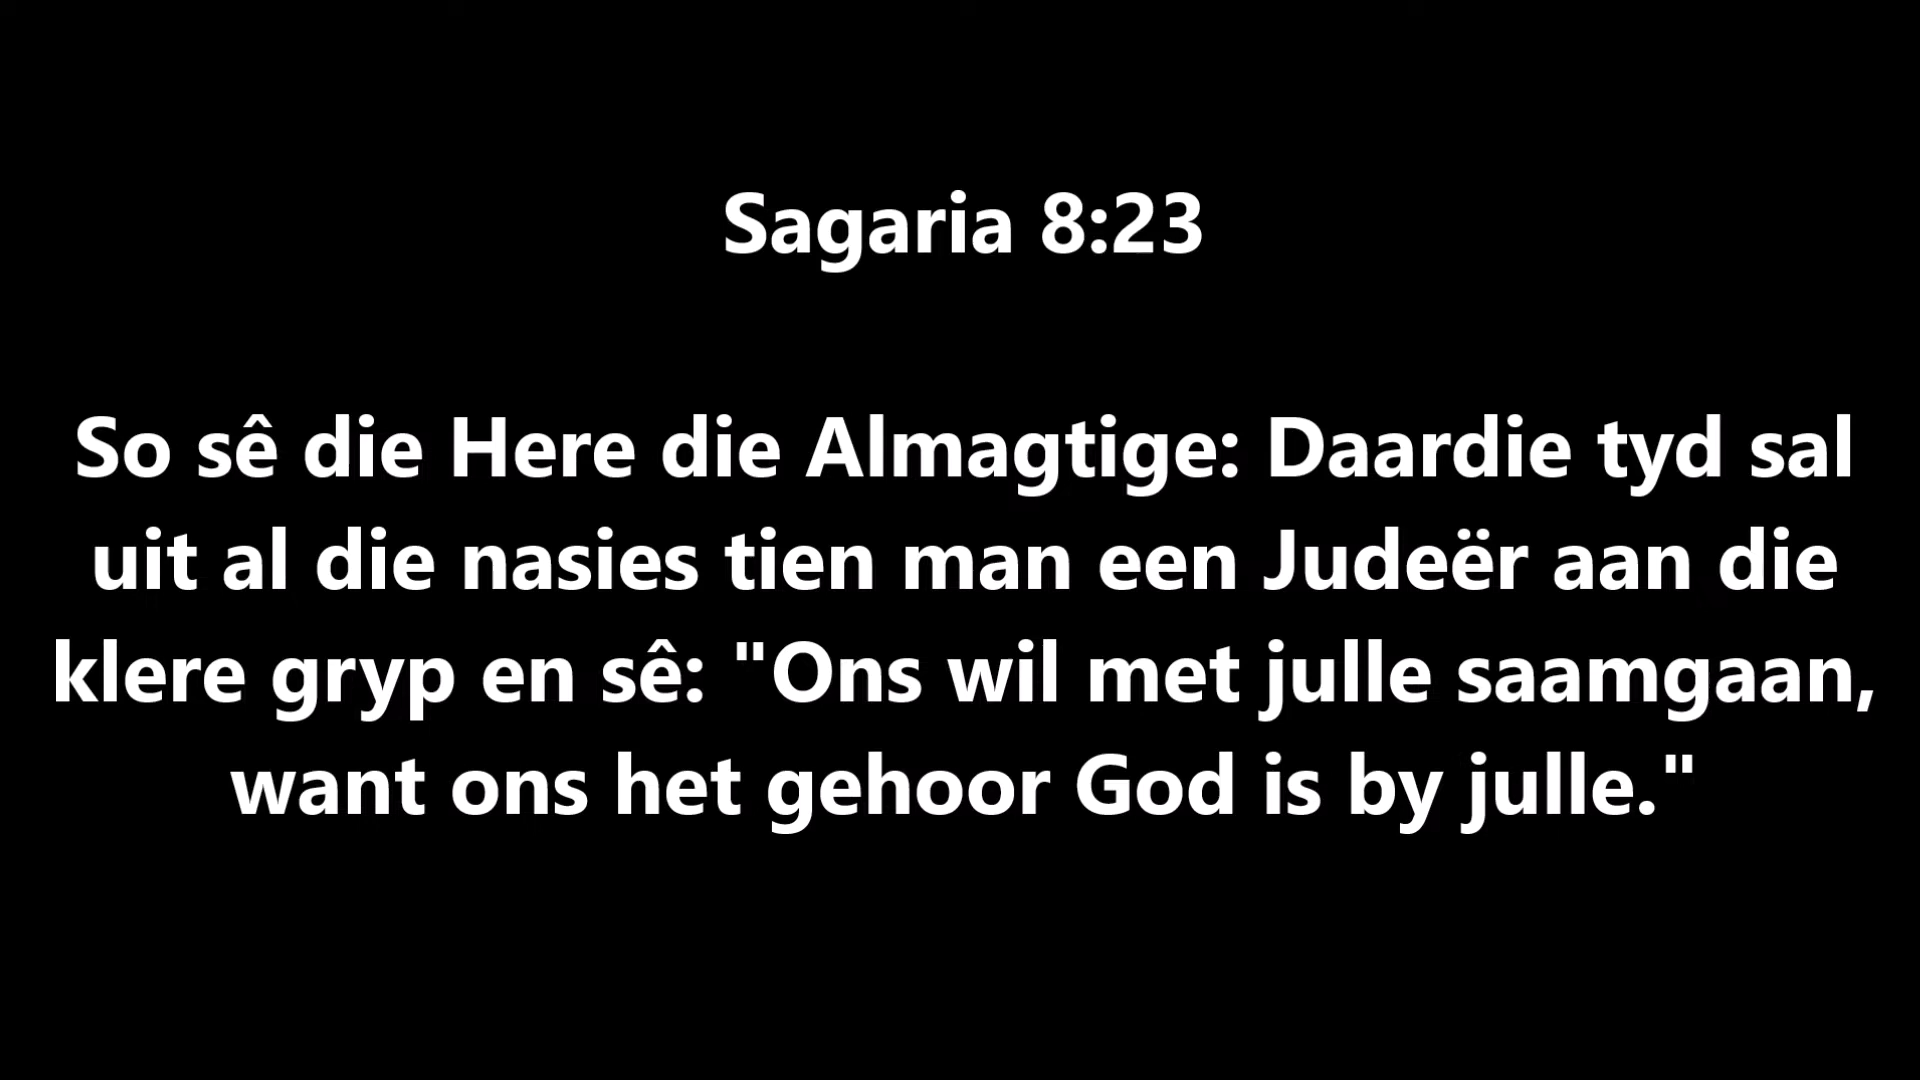 Sagaria 8:23
So sê die Here die Almagtige: Daardie tyd sal
uit al die nasies tien man een Judeër aan die
klere gryp en sê: "Ons wil met julle saamgaan,
want ons het gehoor God is by julle."